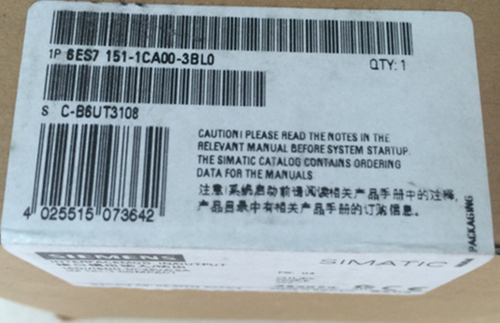 1P 6ES7 151-1CA00-3BL0
QTY: 1
S C-B6UT3108
CAUTION! PLEASE READ THE NOTES IN THE
RELEVANT MANUAL BEFORE SYSTEM STARTUP.
THE SIMATIC CATALOG CONTAINS ORDERING
DATA FOR THE MANUALS
注意:系统启动前请阅读相关产品手册中的注释,
产品目录中有相关产品手册的订购信息。
4 025515 073642
PACKAGING
SIEMENS
SIMATIC